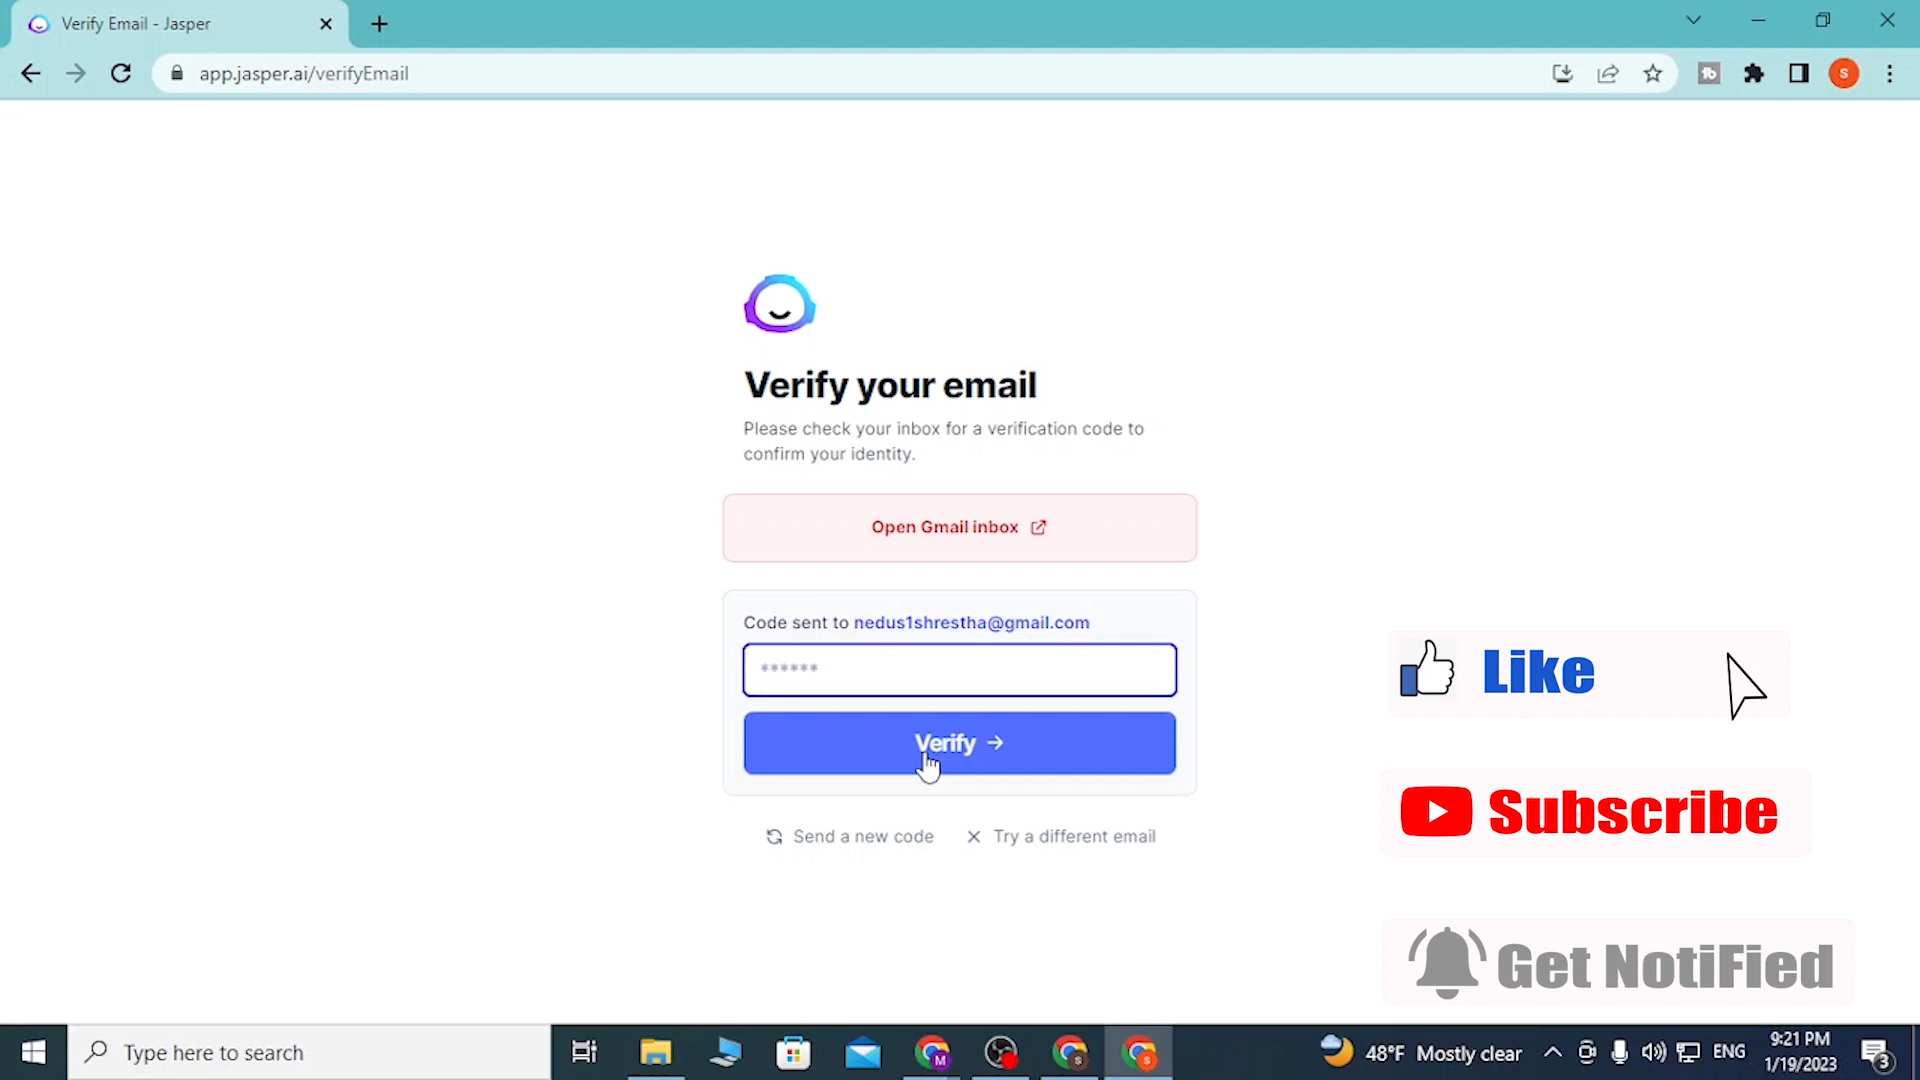 Verify Email - Jasper
app.jasper.ai/verifyEmail
S
Verify your email
Please check your inbox for a verification code to
confirm your identity.
Open Gmail inbox
Code sent to nedus1shrestha@gmail.com
******
Verify →
Send a new code
Try a different email
Like
Subscribe
Get NotiFied
Type here to search
M
S
S
48°F Mostly clear
ENG
9:21 PM
1/19/2023
3